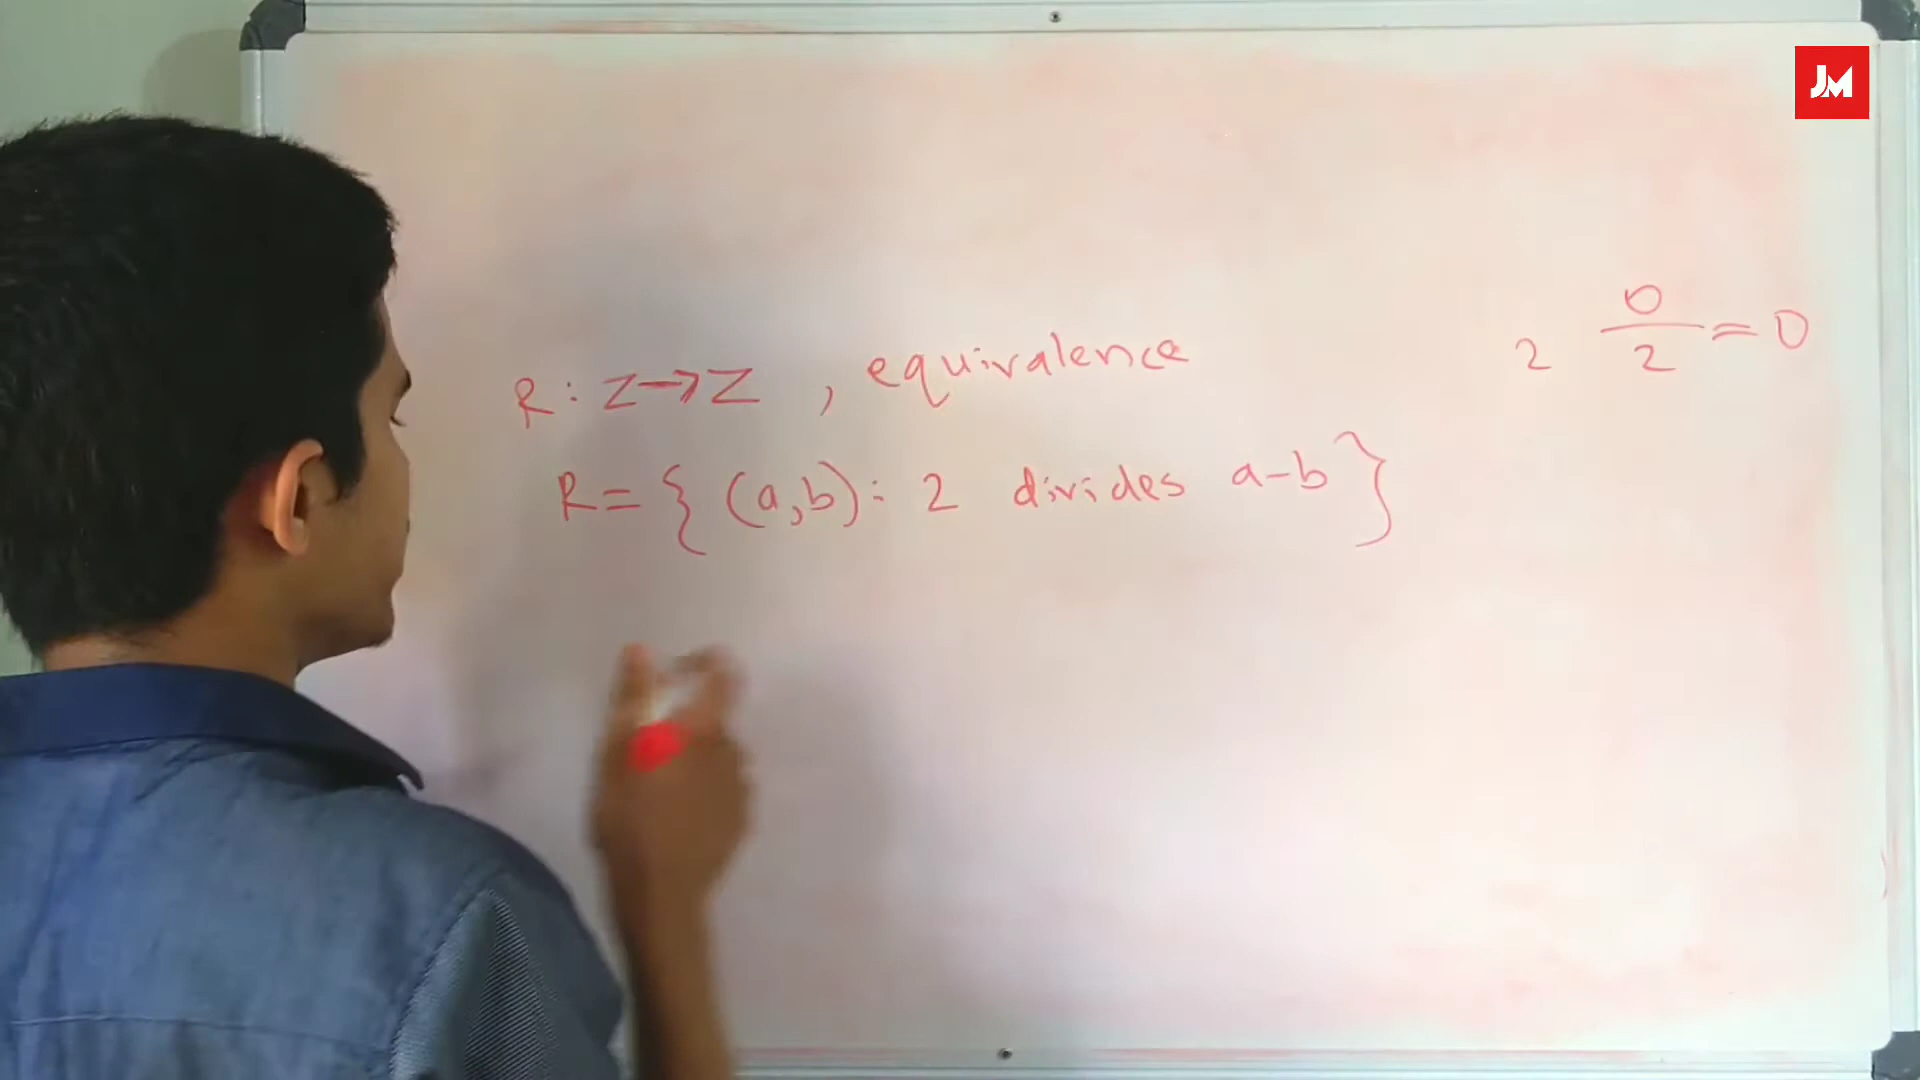 JM
R : Z → Z , equivalence
R = { (a,b) : 2 divides a-b }
2 0/2 = 0